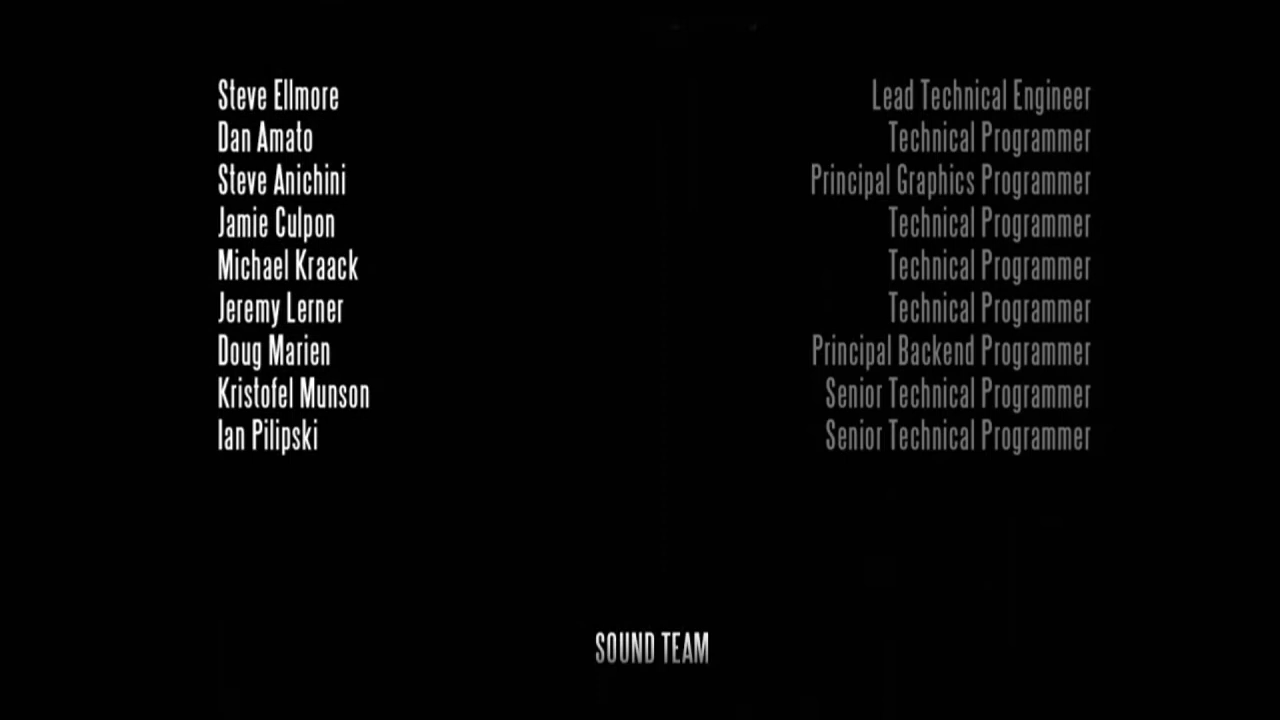 Steve Ellmore Lead Technical Engineer
Dan Amato Technical Programmer
Steve Anichini Principal Graphics Programmer
Jamie Culpon Technical Programmer
Michael Kraack Technical Programmer
Jeremy Lerner Technical Programmer
Doug Marien Principal Backend Programmer
Kristofel Munson Senior Technical Programmer
Ian Pilipski Senior Technical Programmer
SOUND TEAM